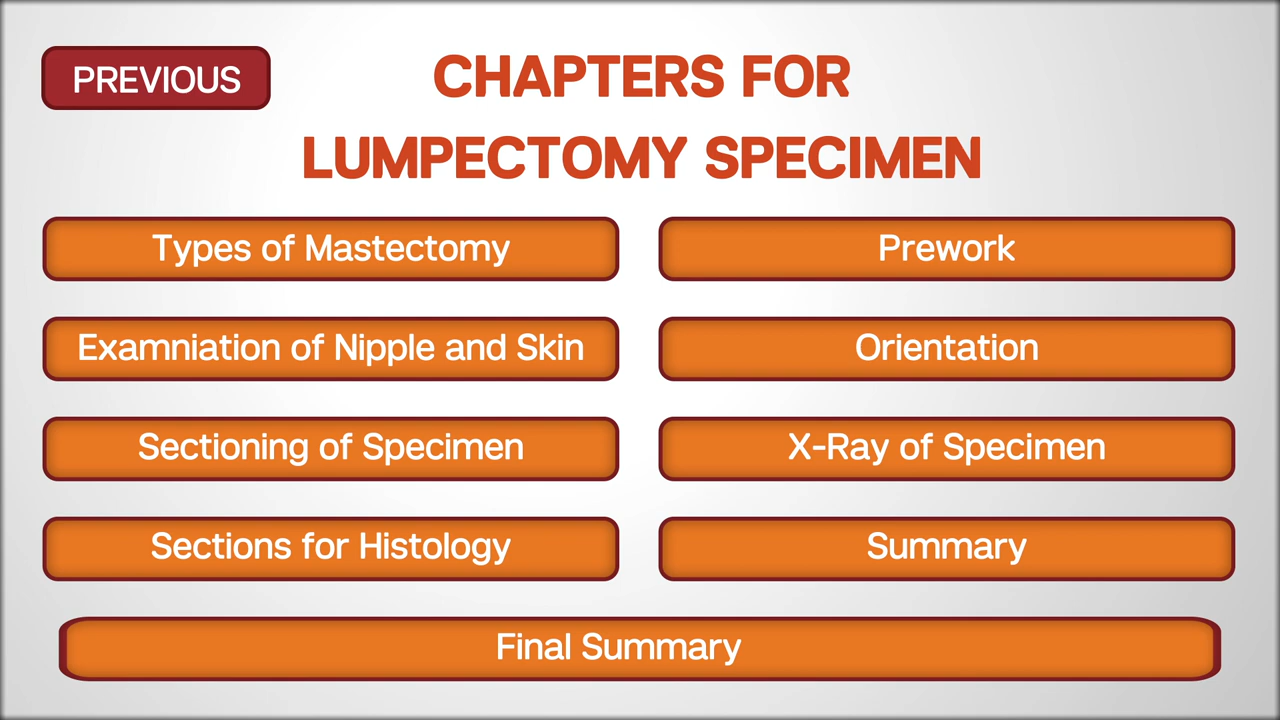 PREVIOUS
CHAPTERS FOR
LUMPECTOMY SPECIMEN
Types of Mastectomy
Prework
Examniation of Nipple and Skin
Orientation
Sectioning of Specimen
X-Ray of Specimen
Sections for Histology
Summary
Final Summary